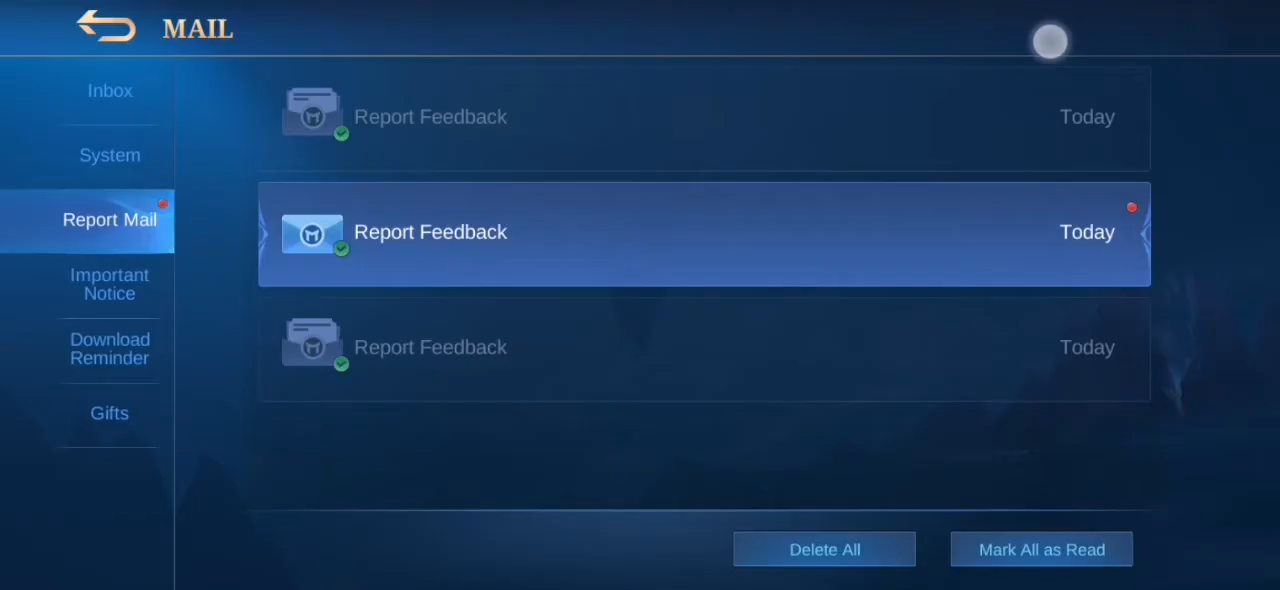 MAIL
Inbox
System
Report Mail
Important
Notice
Download
Reminder
Gifts
Report Feedback Today
Report Feedback Today
Report Feedback Today
Delete All
Mark All as Read